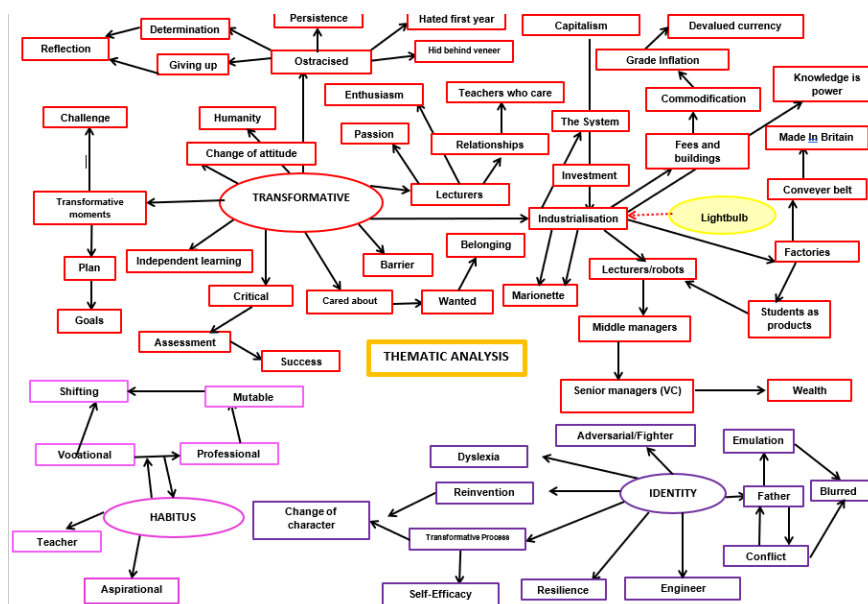 Persistence
Hated first year
Capitalism
Devalued currency
Determination
Reflection
Ostracised
Hid behind veneer
Giving up
Grade Inflation
Knowledge is
power
Enthusiasm
Teachers who care
Commodification
Challenge
Humanity
The System
Passion
Relationships
Fees and
buildings
Made In Britain
Change of attitude
Investment
TRANSFORMATIVE
Lecturers
Conveyer belt
Transformative
moments
Industrialisation
Lightbulb
Belonging
Factories
Independent learning
Barrier
Plan
Lecturers/robots
Critical
Cared about
Wanted
Marionette
Goals
Students as
products
Middle managers
Assessment
THEMATIC ANALYSIS
Success
Shifting
Mutable
Senior managers (VC)
Wealth
Adversarial/Fighter
Emulation
Vocational
Professional
Dyslexia
Reinvention
IDENTITY
Father
Blurred
Change of
character
HABITUS
Transformative Process
Teacher
Conflict
Aspirational
Self-Efficacy
Resilience
Engineer